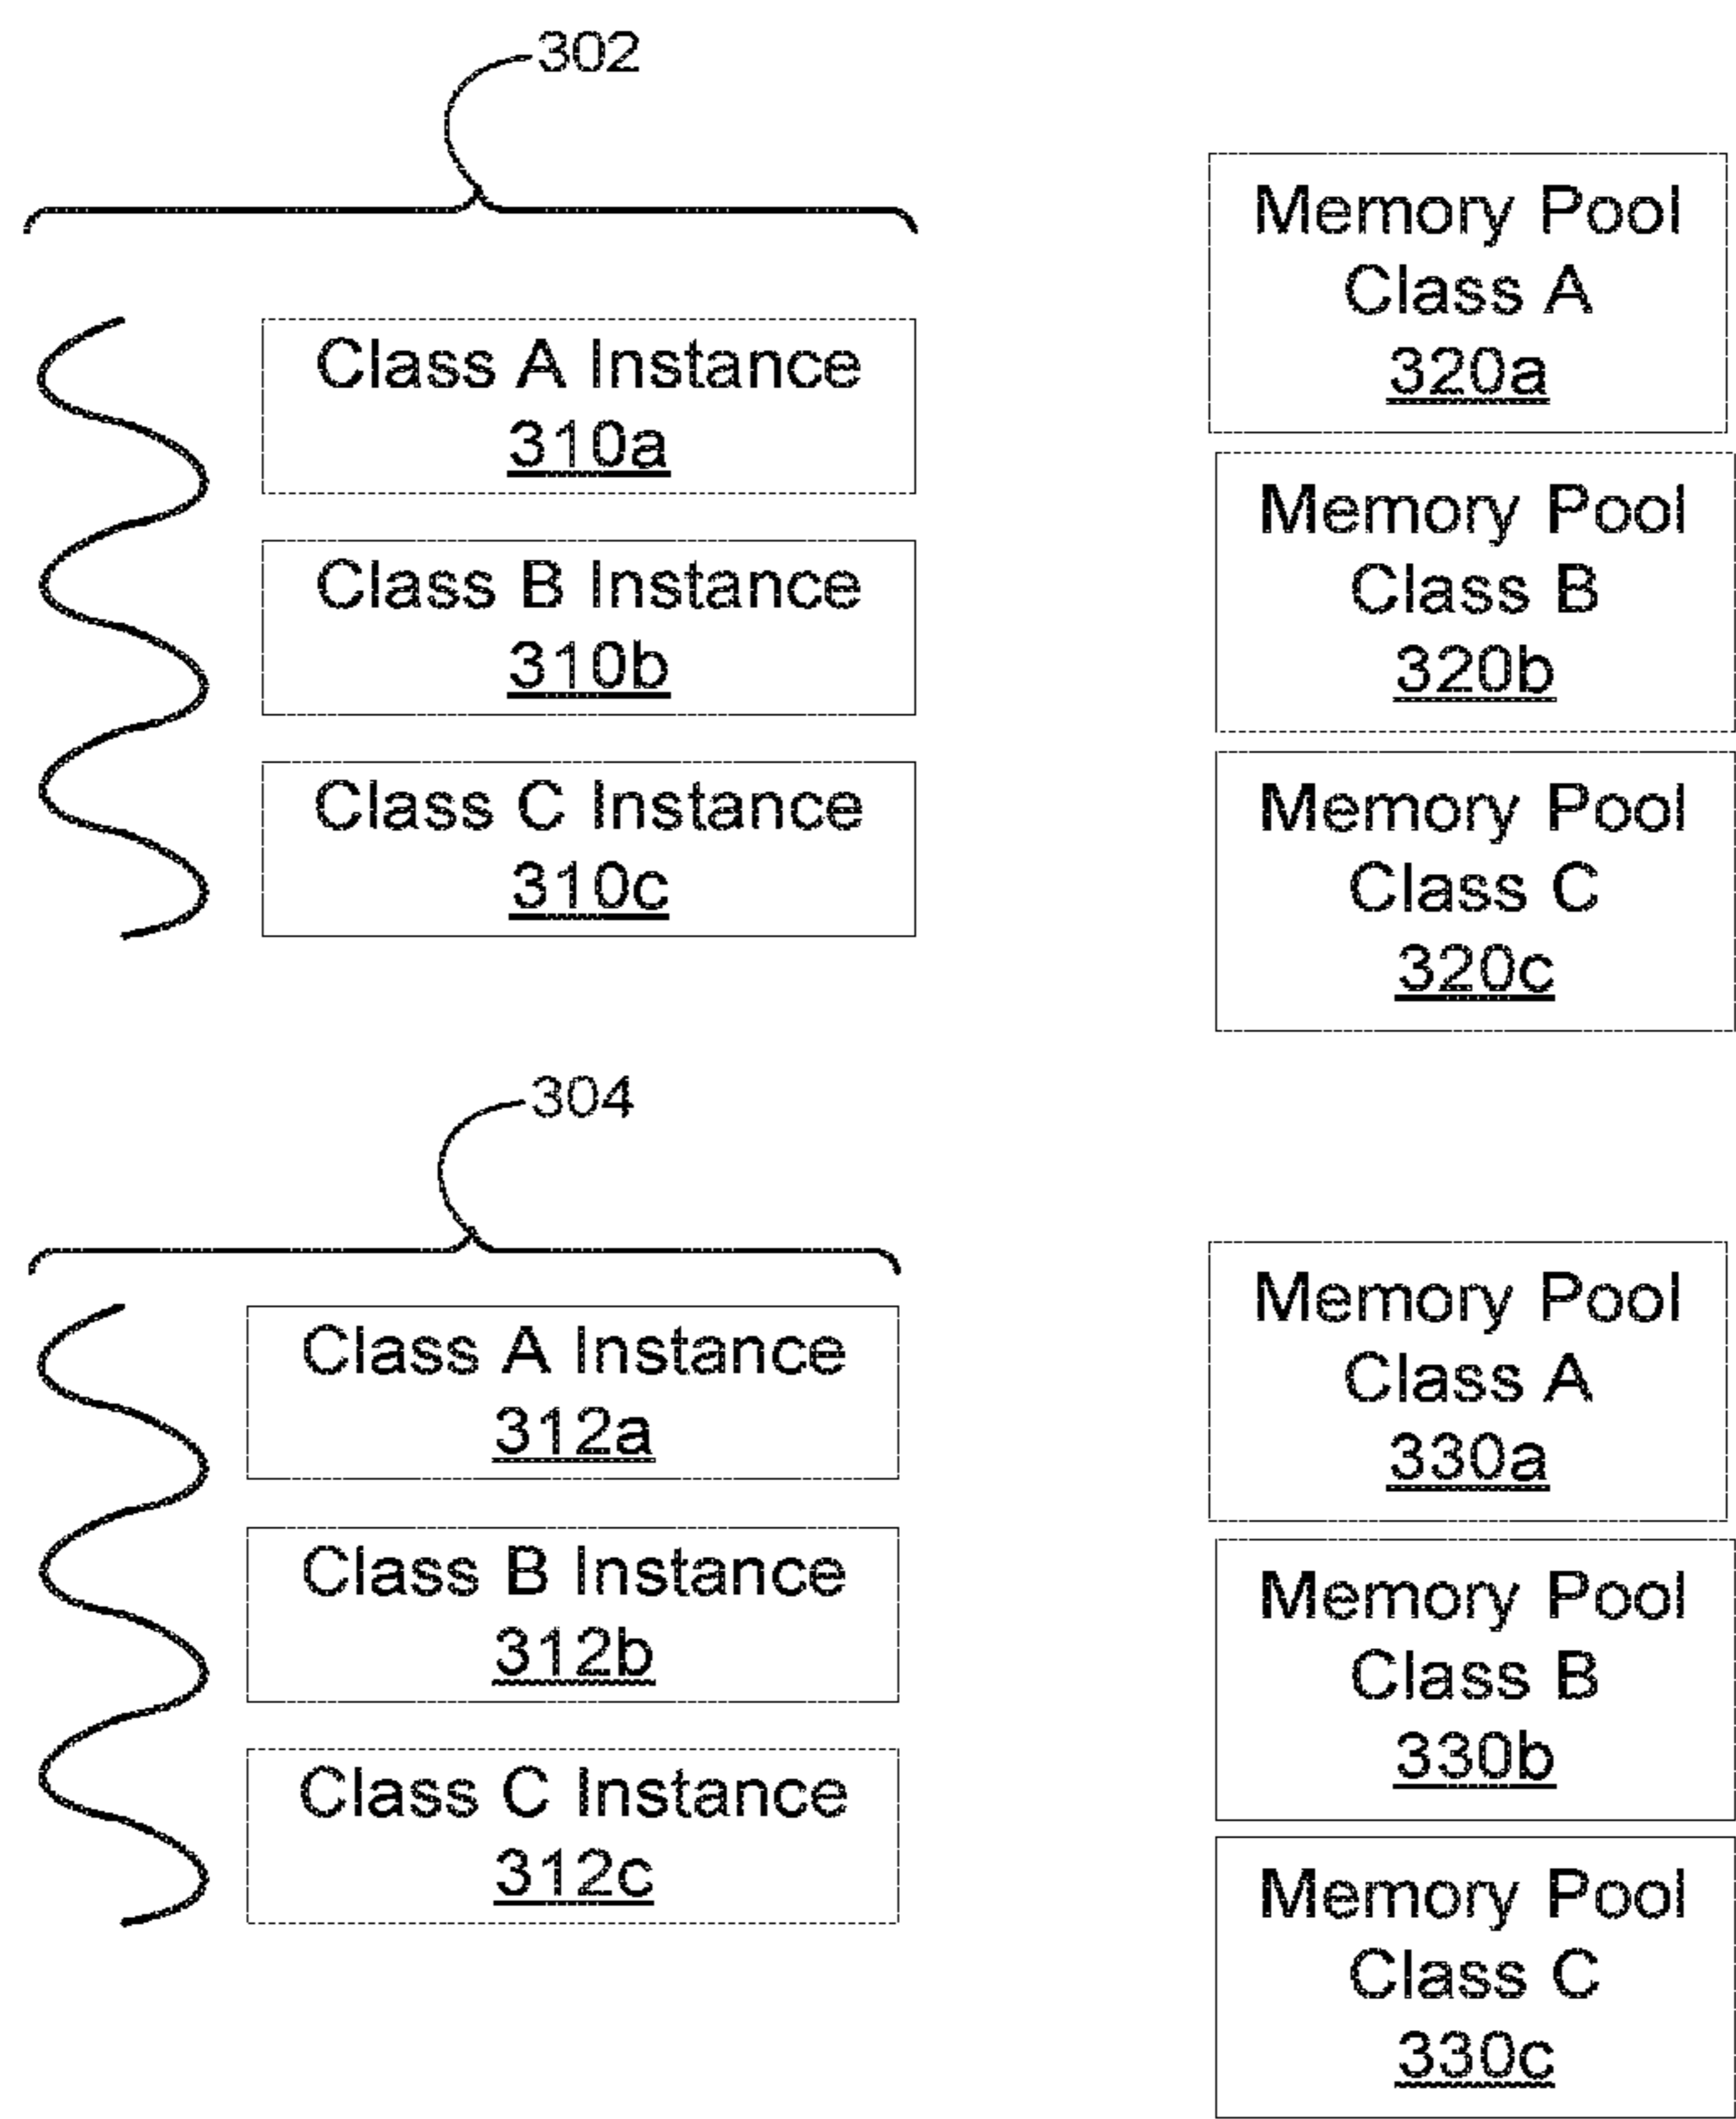 302
Class A Instance
310a
Class B Instance
310b
Class C Instance
310c
Memory Pool
Class A
320a
Memory Pool
Class B
320b
Memory Pool
Class C
320c
304
Class A Instance
312a
Class B Instance
312b
Class C Instance
312c
Memory Pool
Class A
330a
Memory Pool
Class B
330b
Memory Pool
Class C
330c